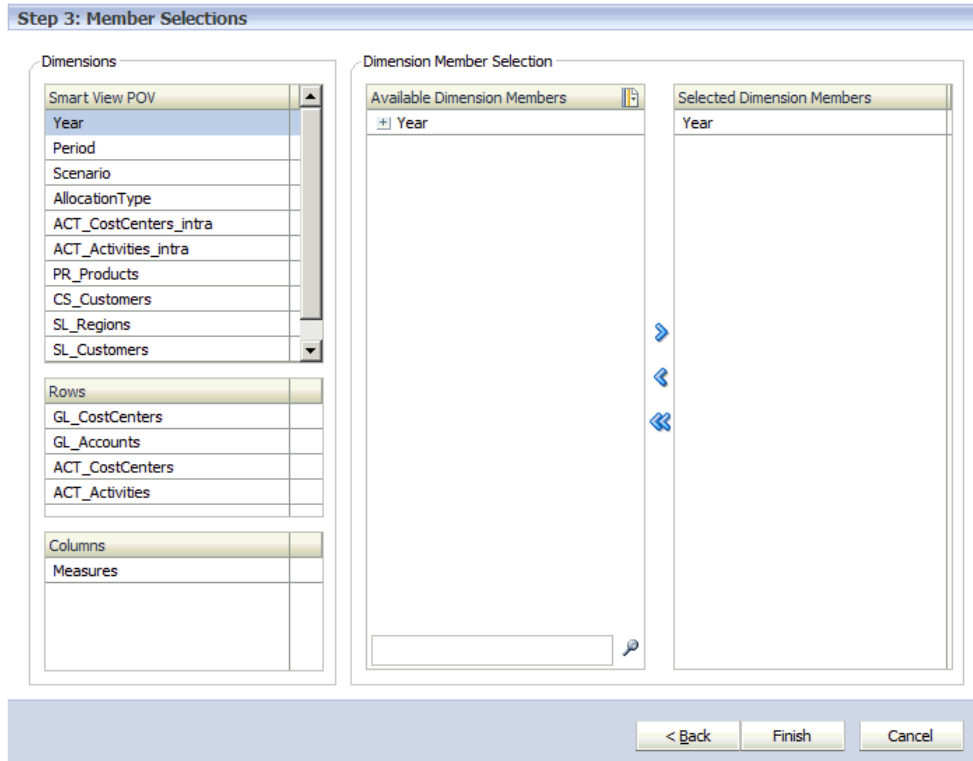 Step 3: Member Selections
Dimensions
Smart View POV
Year
Period
Scenario
AllocationType
ACT_CostCenters_intra
ACT_Activities_intra
PR_Products
CS_Customers
SL_Regions
SL_Customers
Rows
GL_CostCenters
GL_Accounts
ACT_CostCenters
ACT_Activities
Columns
Measures
Dimension Member Selection
Available Dimension Members
Year
Selected Dimension Members
Year
< Back
Finish
Cancel